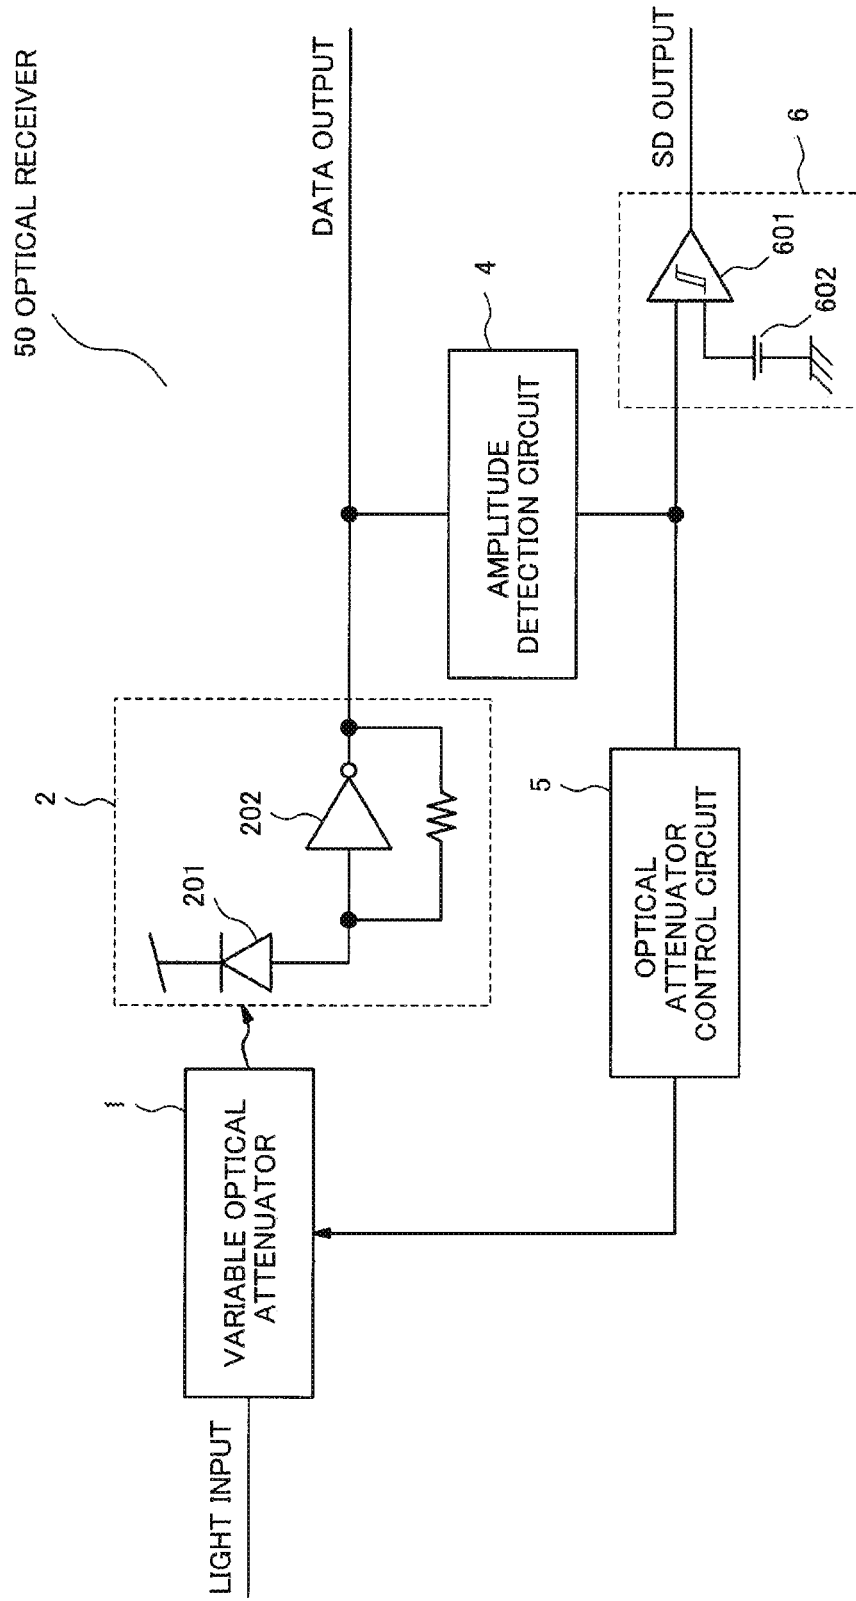 50 OPTICAL RECEIVER
LIGHT INPUT
1
VARIABLE OPTICAL
ATTENUATOR
2
201
202
DATA OUTPUT
4
AMPLITUDE
DETECTION CIRCUIT
5
OPTICAL
ATTENUATOR
CONTROL CIRCUIT
SD OUTPUT
6
601
602